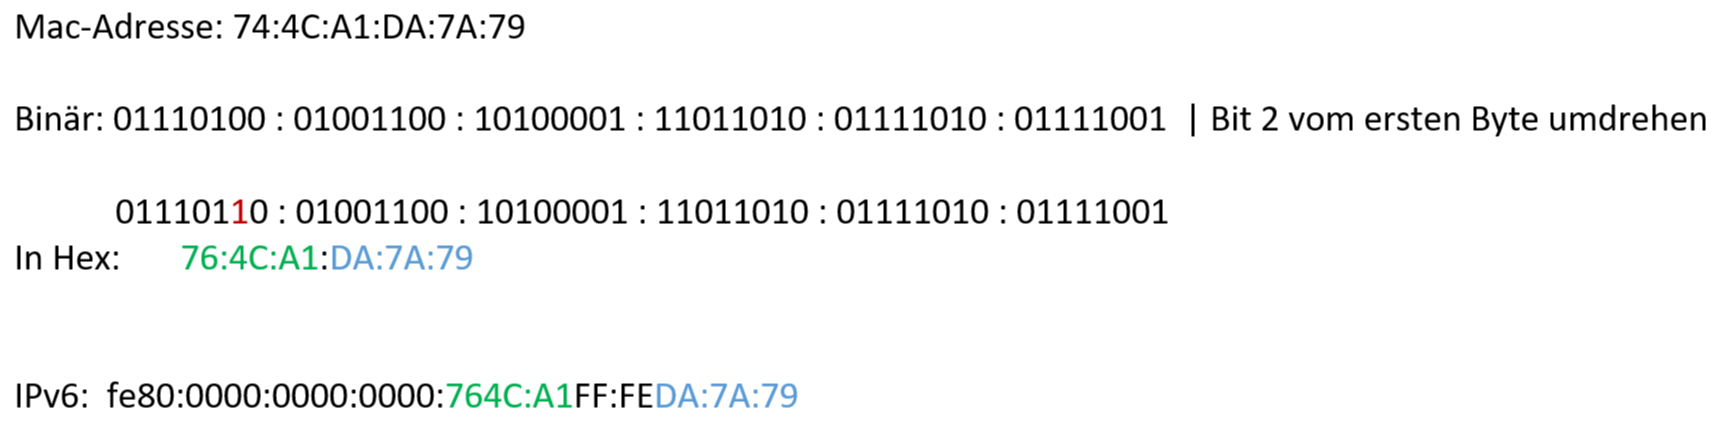 Mac-Adresse: 74:4C:A1:DA:7A:79
Binär: 01110100 : 01001100 : 10100001 : 11011010 : 01111010 : 01111001 | Bit 2 vom ersten Byte umdrehen
01110110 : 01001100 : 10100001 : 11011010 : 01111010 : 01111001
In Hex: 76:4C:A1:DA:7A:79
IPv6: fe80:0000:0000:0000:764C:A1FF:FEDA:7A:79